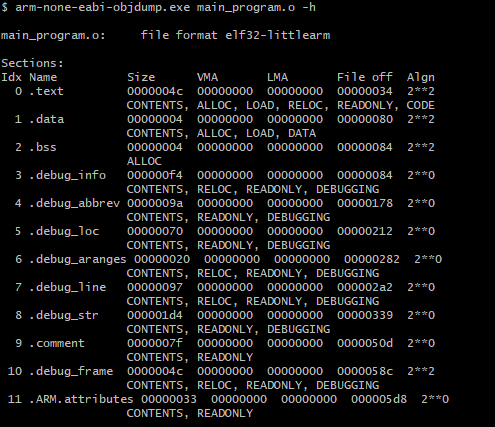 $ arm-none-eabi-objdump.exe main_program.o -h
main_program.o:     file format elf32-littlearm
Sections:
Idx Name          Size      VMA       LMA       File off  Algn
  0 .text         0000004c  00000000  00000000  00000034  2**2
                  CONTENTS, ALLOC, LOAD, RELOC, READONLY, CODE
  1 .data         00000004  00000000  00000000  00000080  2**2
                  CONTENTS, ALLOC, LOAD, DATA
  2 .bss          00000004  00000000  00000000  00000084  2**2
                  ALLOC
  3 .debug_info   000000f4  00000000  00000000  00000084  2**0
                  CONTENTS, RELOC, READONLY, DEBUGGING
  4 .debug_abbrev 0000009a  00000000  00000000  00000178  2**0
                  CONTENTS, READONLY, DEBUGGING
  5 .debug_loc    00000070  00000000  00000000  00000212  2**0
                  CONTENTS, RELOC, READONLY, DEBUGGING
  6 .debug_aranges 00000020  00000000  00000000  00000282  2**0
                  CONTENTS, RELOC, READONLY, DEBUGGING
  7 .debug_line   00000097  00000000  00000000  000002a2  2**0
                  CONTENTS, RELOC, READONLY, DEBUGGING
  8 .debug_str    000001d4  00000000  00000000  00000339  2**0
                  CONTENTS, READONLY, DEBUGGING
  9 .comment      0000007f  00000000  00000000  0000050d  2**0
                  CONTENTS, READONLY
 10 .debug_frame  0000004c  00000000  00000000  0000058c  2**2
                  CONTENTS, RELOC, READONLY, DEBUGGING
 11 .ARM.attributes 00000033  00000000  00000000  000005d8  2**0
                  CONTENTS, READONLY